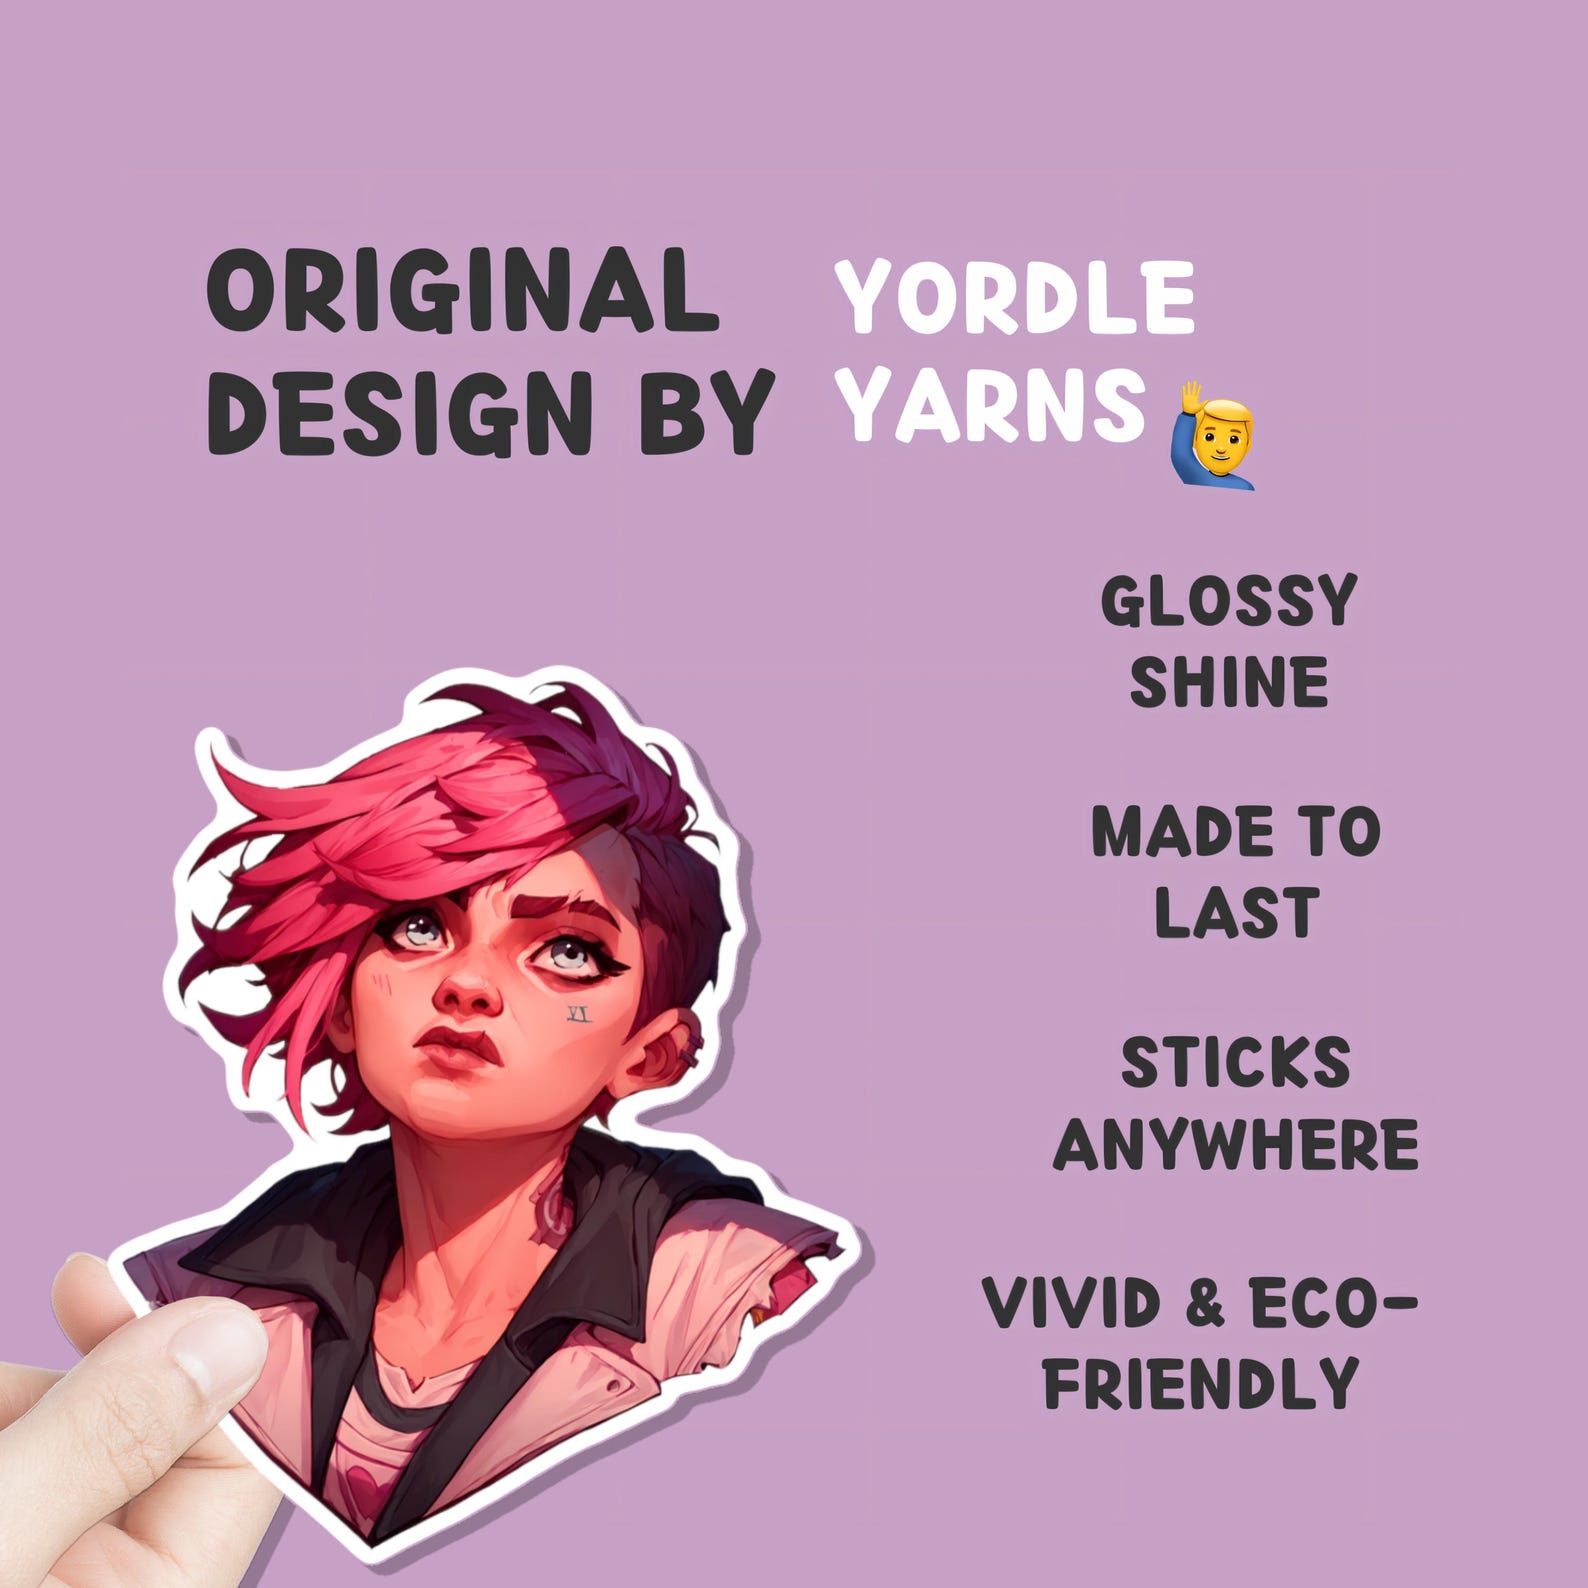 ORIGINAL
DESIGN BY
YORDLE
YARNS
GLOSSY
SHINE
MADE TO
LAST
STICKS
ANYWHERE
VIVID & ECO-
FRIENDLY
VI